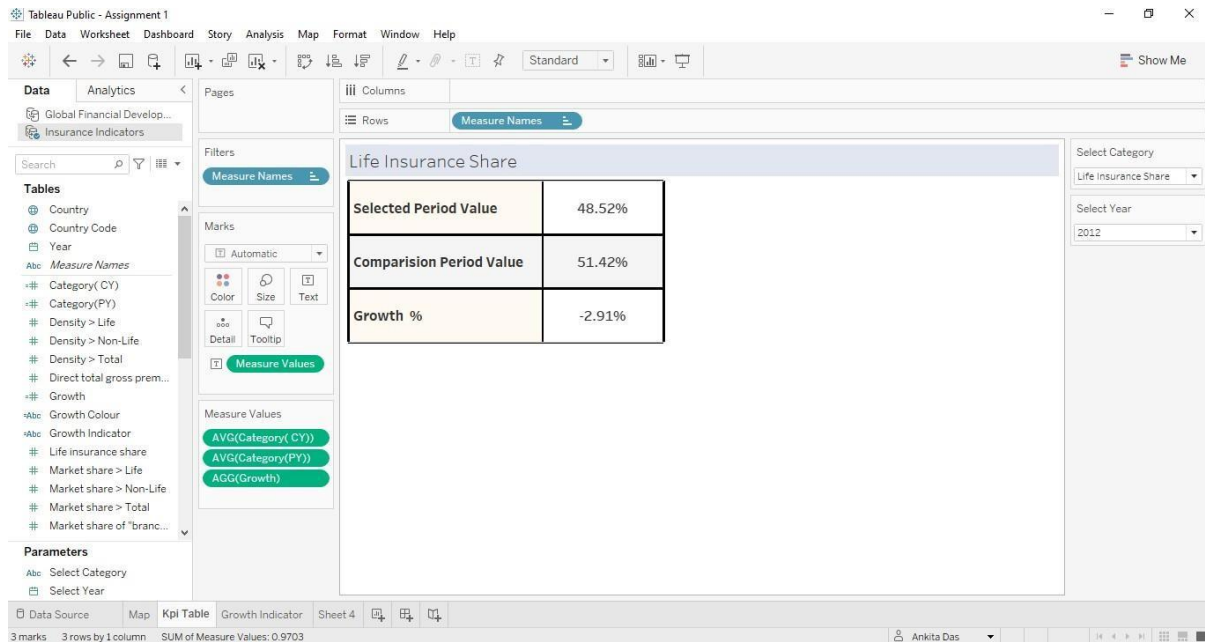 Tableau Public - Assignment 1
File Data Worksheet Dashboard Story Analysis Map Format Window Help
Standard
Show Me
Data Analytics
Global Financial Develop...
Insurance Indicators
Search
Tables
Country
Country Code
Year
Abc Measure Names
Category( CY)
Category(PY)
Density > Life
Density > Non-Life
Density > Total
Direct total gross prem...
Growth
Abc Growth Colour
Abc Growth Indicator
Life insurance share
Market share > Life
Market share > Non-Life
Market share > Total
Market share of "branc...
Parameters
Abc Select Category
Select Year
Pages
Filters
Measure Names
Marks
Automatic
Color Size Text
Detail Tooltip
Measure Values
Measure Values
AVG(Category( CY))
AVG(Category(PY))
AGG(Growth)
Columns
Rows Measure Names
Life Insurance Share
Selected Period Value 48.52%
Comparision Period Value 51.42%
Growth % -2.91%
Select Category
Life Insurance Share
Select Year
2012
Data Source Map Kpi Table Growth Indicator Sheet 4
3 marks 3 rows by 1 column SUM of Measure Values: 0.9703
Ankita Das